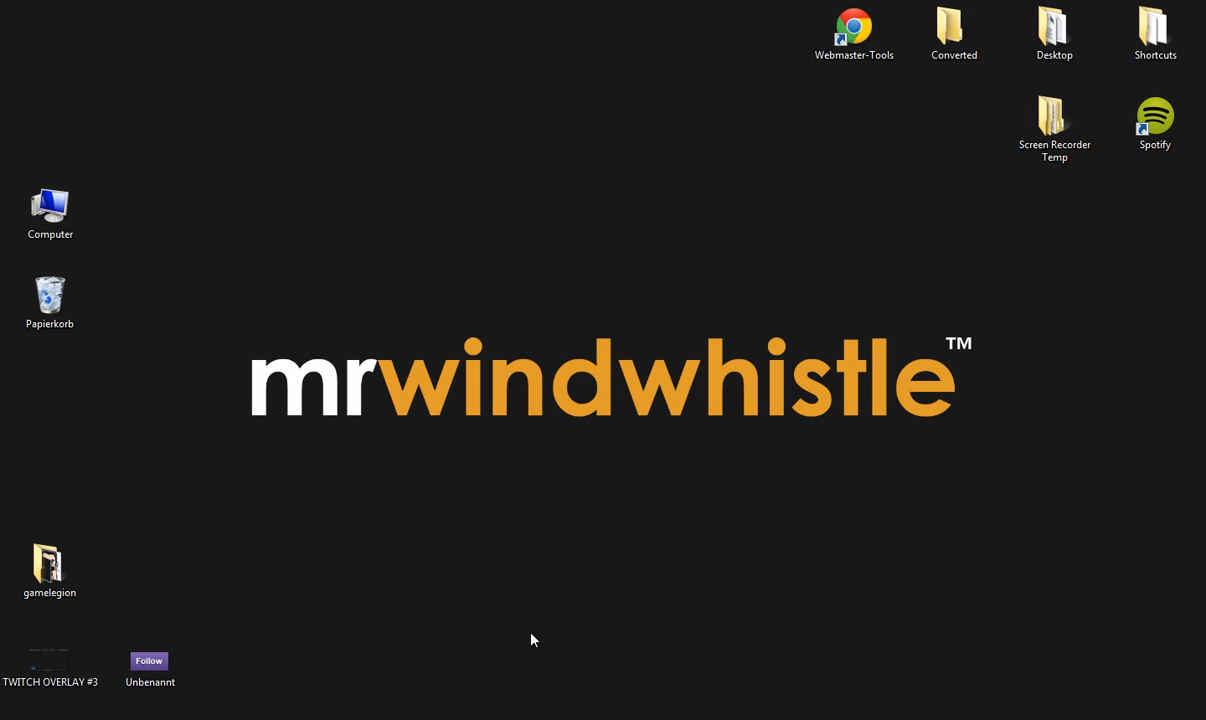 Webmaster-Tools
Converted
Desktop
Shortcuts
Screen Recorder
Temp
Spotify
Computer
Papierkorb
mrwindwhistle™
gamelegion
TWITCH OVERLAY #3
Follow
Unbenannt